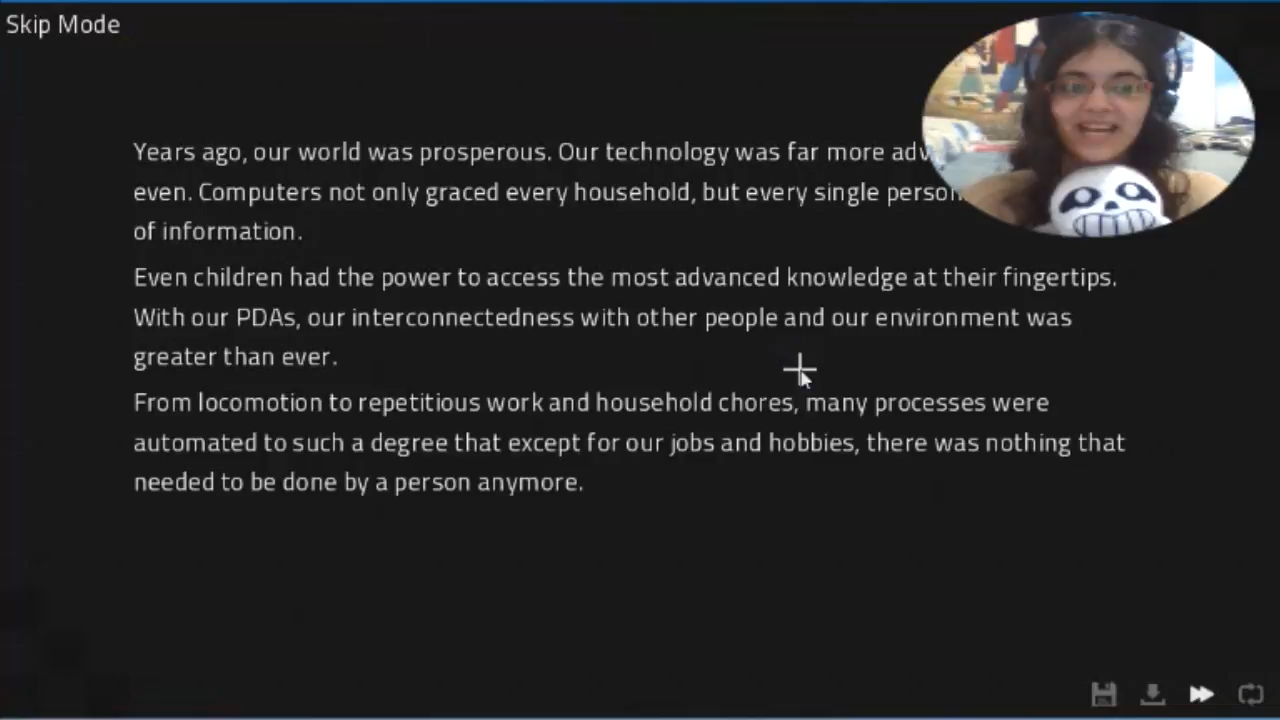 Skip Mode
Years ago, our world was prosperous. Our technology was far more
even. Computers not only graced every household, but every single person
of information.
Even children had the power to access the most advanced knowledge at their fingertips.
With our PDAs, our interconnectedness with other people and our environment was
greater than ever.
From locomotion to repetitious work and household chores, many processes were
automated to such a degree that except for our jobs and hobbies, there was nothing that
needed to be done by a person anymore.